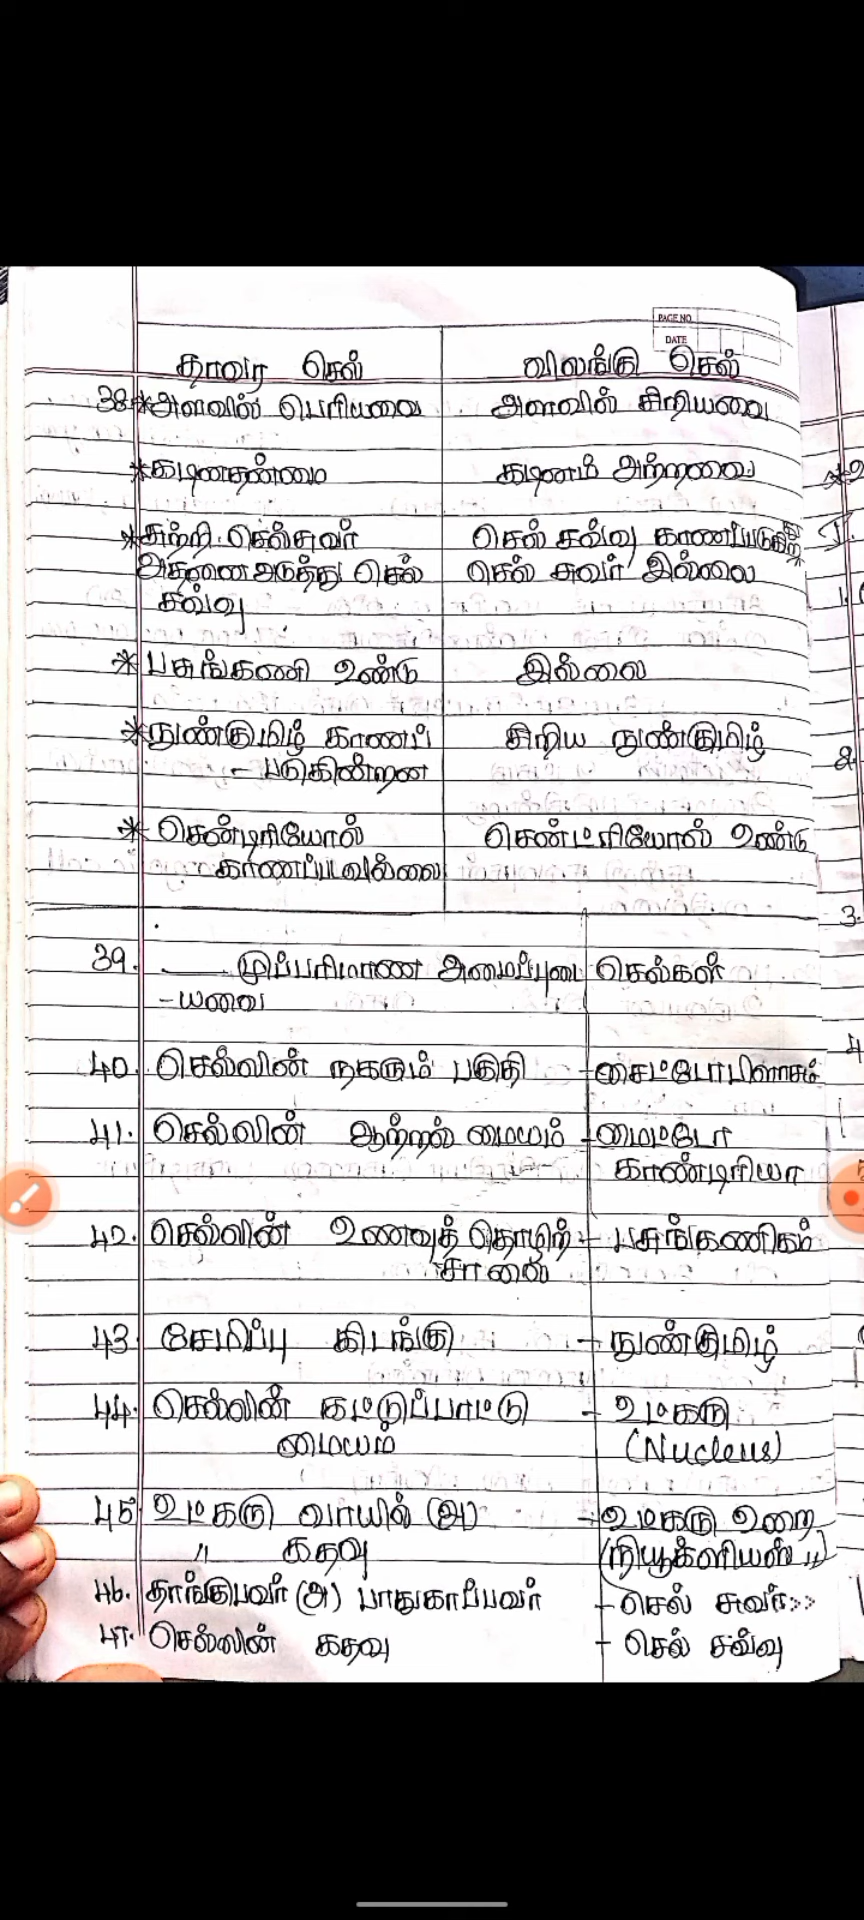 PAGE NO.
DATE
தாவர செல் விலங்கு செல்
38. *அளவில் பெரியவை அளவில் சிறியவை
*கடினதன்மை கடினம் அற்றவை
*சுற்றி செல்சுவர் செல் சவ்வு காணப்படுகிற
அதனை அடுத்து செல் செல் சுவர் இல்லை
சவ்வு
*பசுங்கணி உண்டு இல்லை
*நுண்குமிழ் காணப் சிறிய நுண்குமிழ்
- படுகின்றன
* சென்டிரியோல் சென்ட்ரியோல் உண்டு
காணப்படவில்லை
39. முப்பரிமாண அமைப்புடை செல்கள்
-யவை
40. செல்லின் நகரும் பகுதி - சைட்டோபிளாசம்
41. செல்லின் ஆற்றல் மையம் - மைட்டோ
காண்டிரியா
42. செல்லின் உணவுத் தொழிற் - பசுங்கணிகம்
சாலை
43. சேமிப்பு கிடங்கு - நுண்குமிழ்
44. செல்லின் கட்டுப்பாட்டு - உட்கரு
மையம் (Nucleus)
45. உட்கரு வாயில் (அ) - உட்கரு உறை
" கதவு (நியூக்ளியஸ் ,,)
46. தாங்குபவர் (அ) பாதுகாப்பவர் - செல் சுவர் >>
47. செல்லின் கதவு - செல் சவ்வு